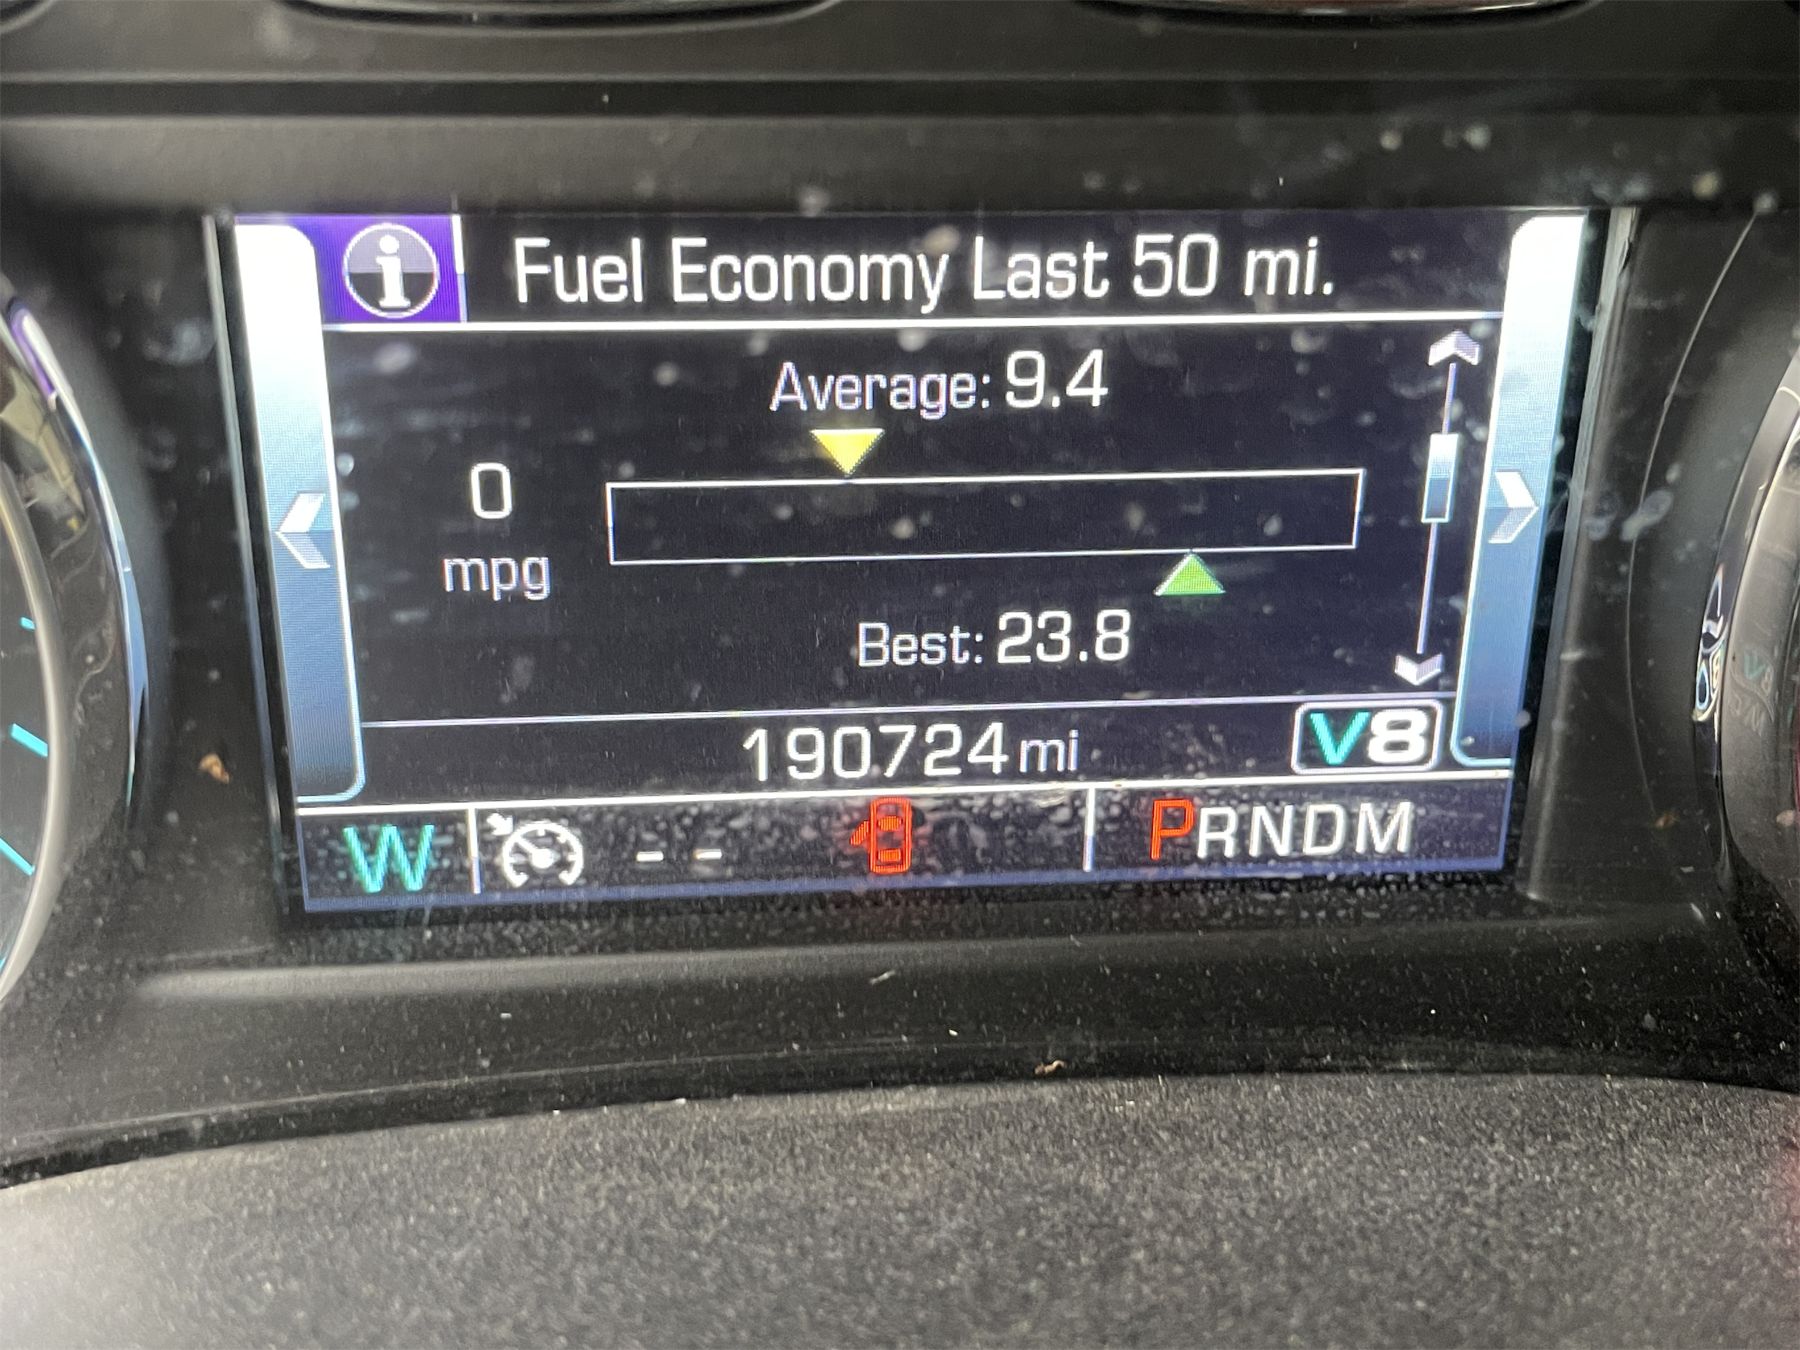 Fuel Economy Last 50 mi.
Average: 9.4
0
mpg
Best: 23.8
190724 mi
V8
W
- -
PRNDM